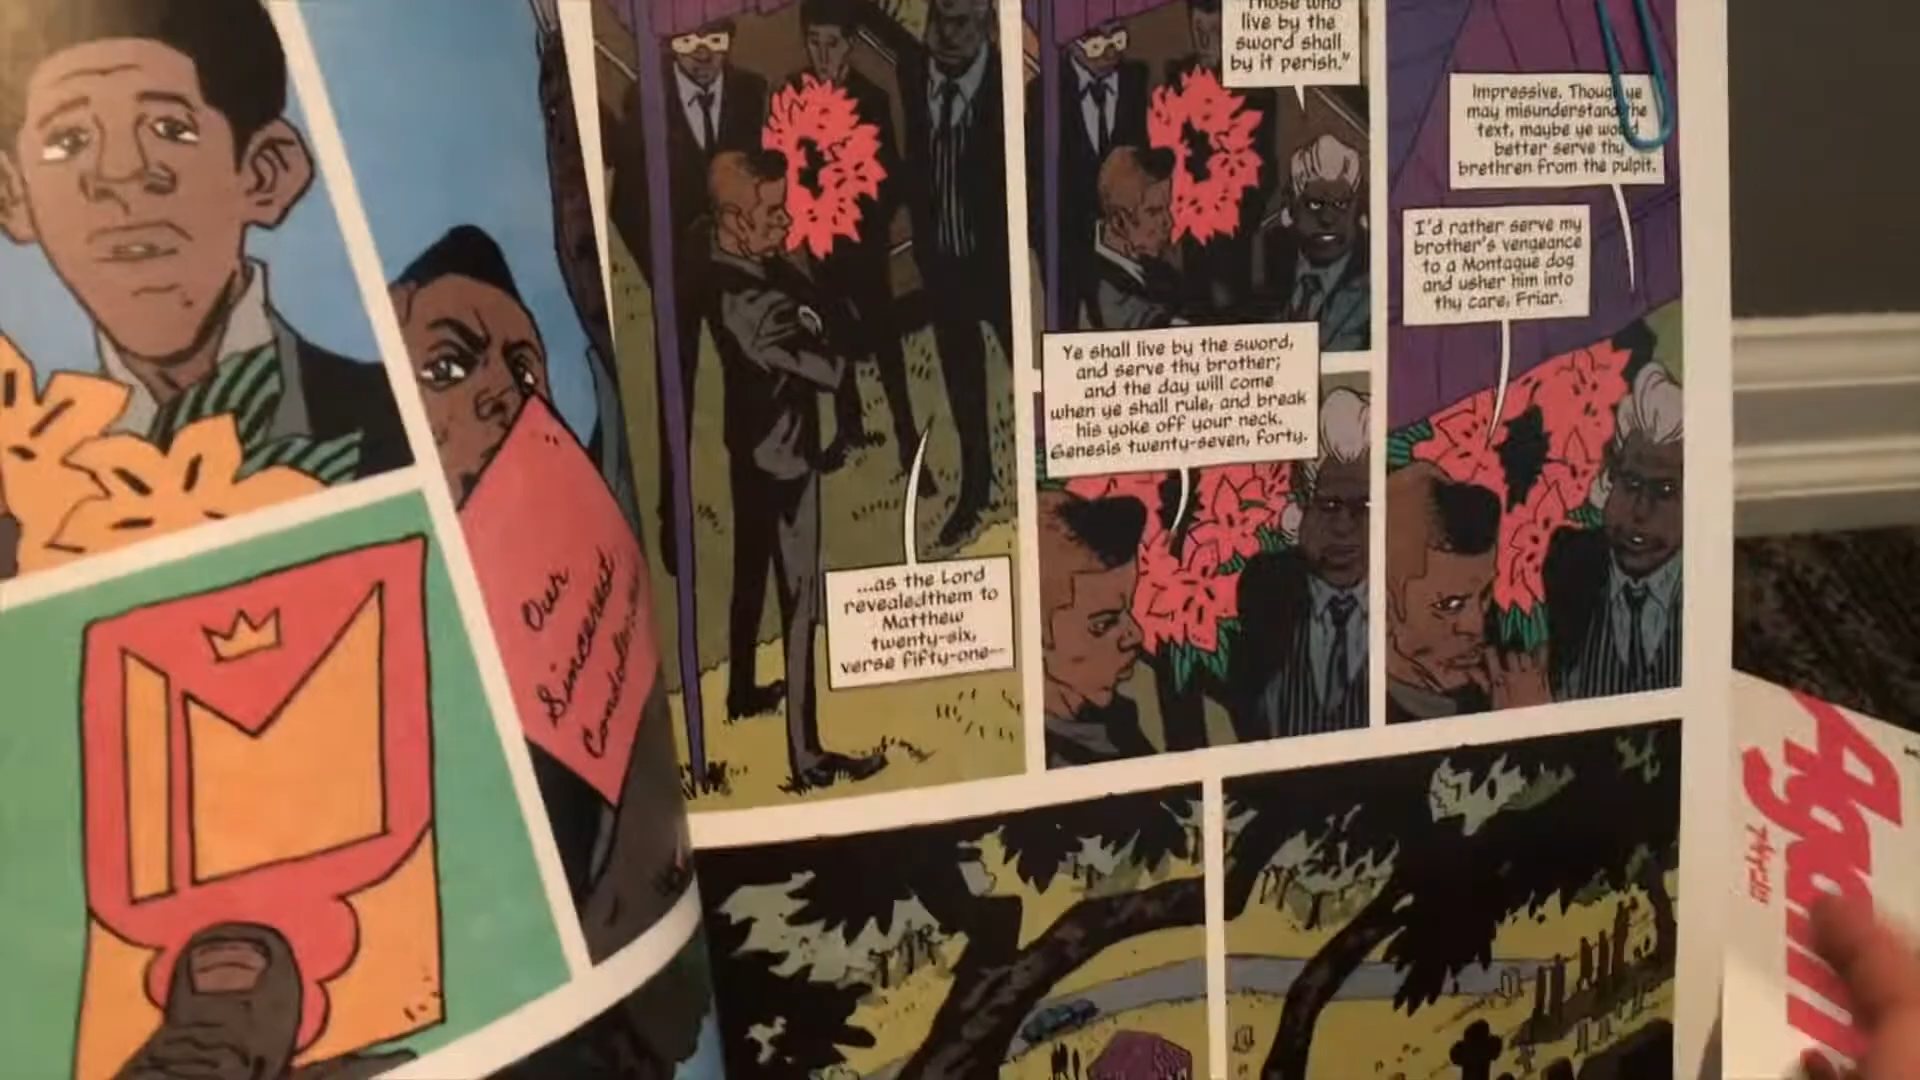 M
Our
Sincerest
...as the Lord
revealedthem to
Matthew
twenty-six,
verse fifty-one--
"Those who
live by the
sword shall
by it perish."
Ye shall live by the sword,
and serve thy brother;
and the day will come
when ye shall rule, and break
his yoke off your neck.
Genesis twenty-seven, forty.
Impressive. Though ye
may misunderstand the
text, maybe ye would
better serve thy
brethren from the pulpit.
I'd rather serve my
brother's vengeance
to a Montague dog
and usher him into
thy care, Friar.